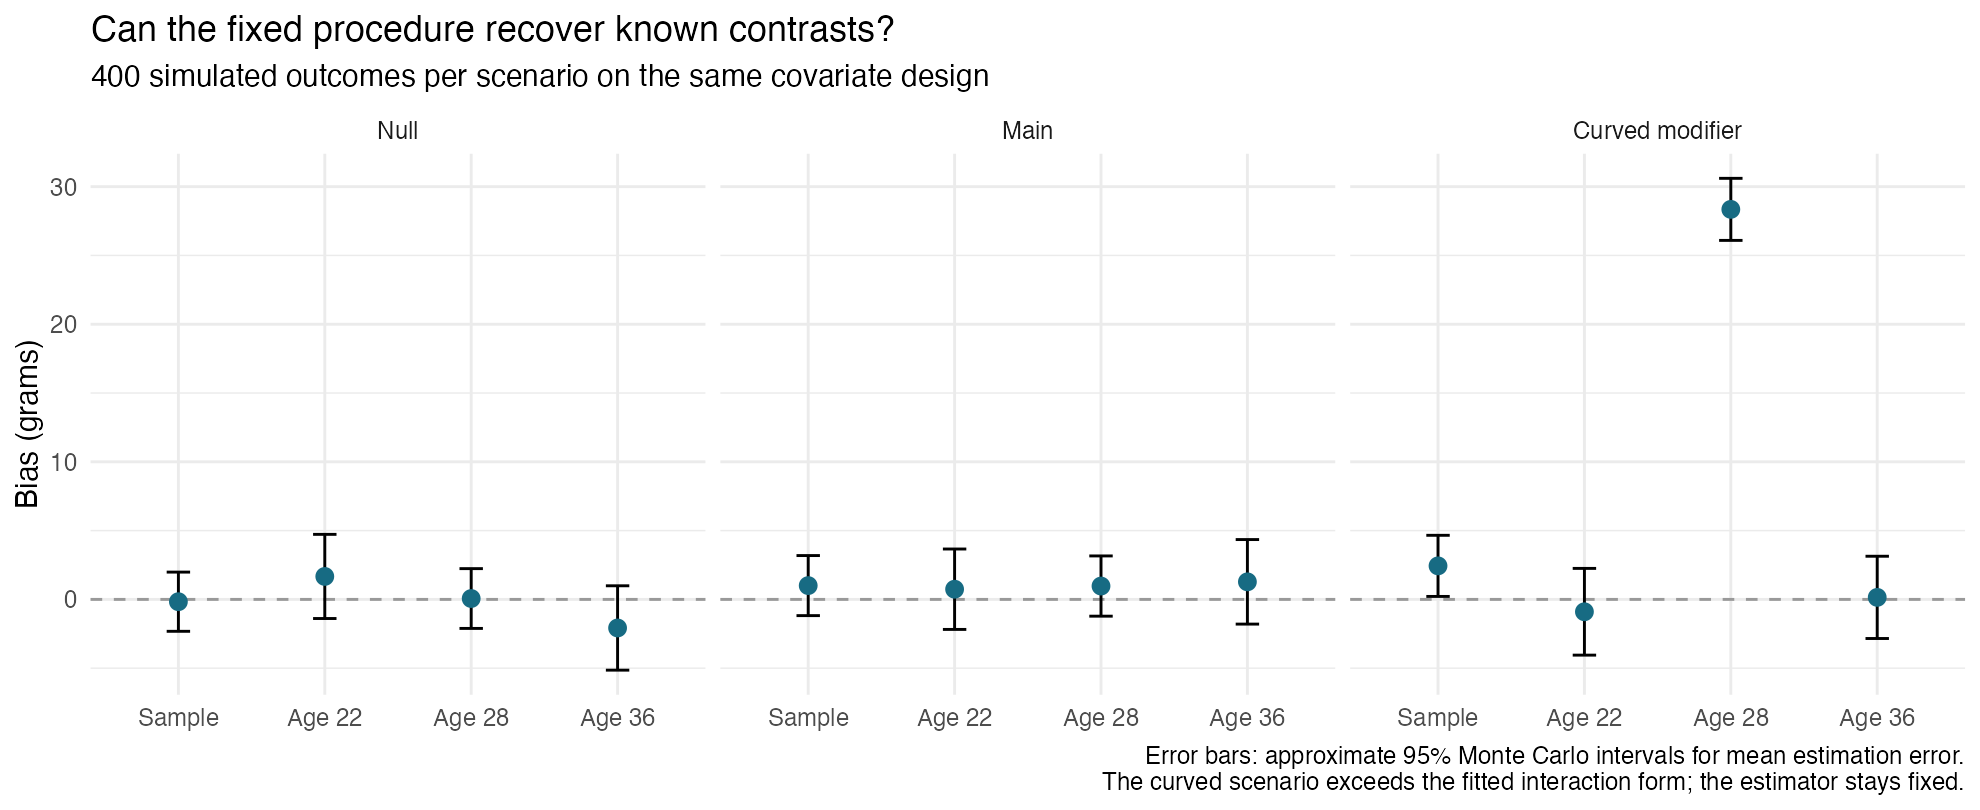 Can the fixed procedure recover known contrasts?
400 simulated outcomes per scenario on the same covariate design
Null
Main
Curved modifier
Bias (grams)
30
20
10
0
Sample
Age 22
Age 28
Age 36
Sample
Age 22
Age 28
Age 36
Sample
Age 22
Age 28
Age 36
Error bars: approximate 95% Monte Carlo intervals for mean estimation error.
The curved scenario exceeds the fitted interaction form; the estimator stays fixed.